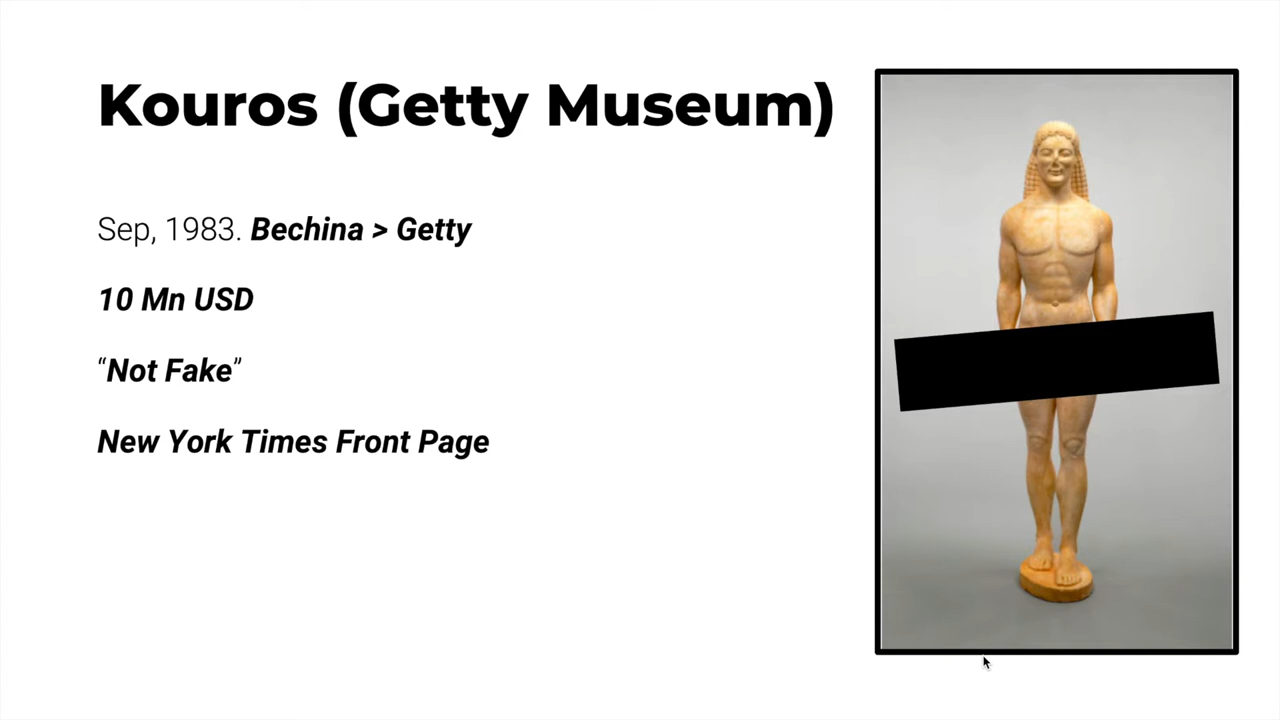 Kouros (Getty Museum)
Sep, 1983. Bechina > Getty
10 Mn USD
“Not Fake”
New York Times Front Page